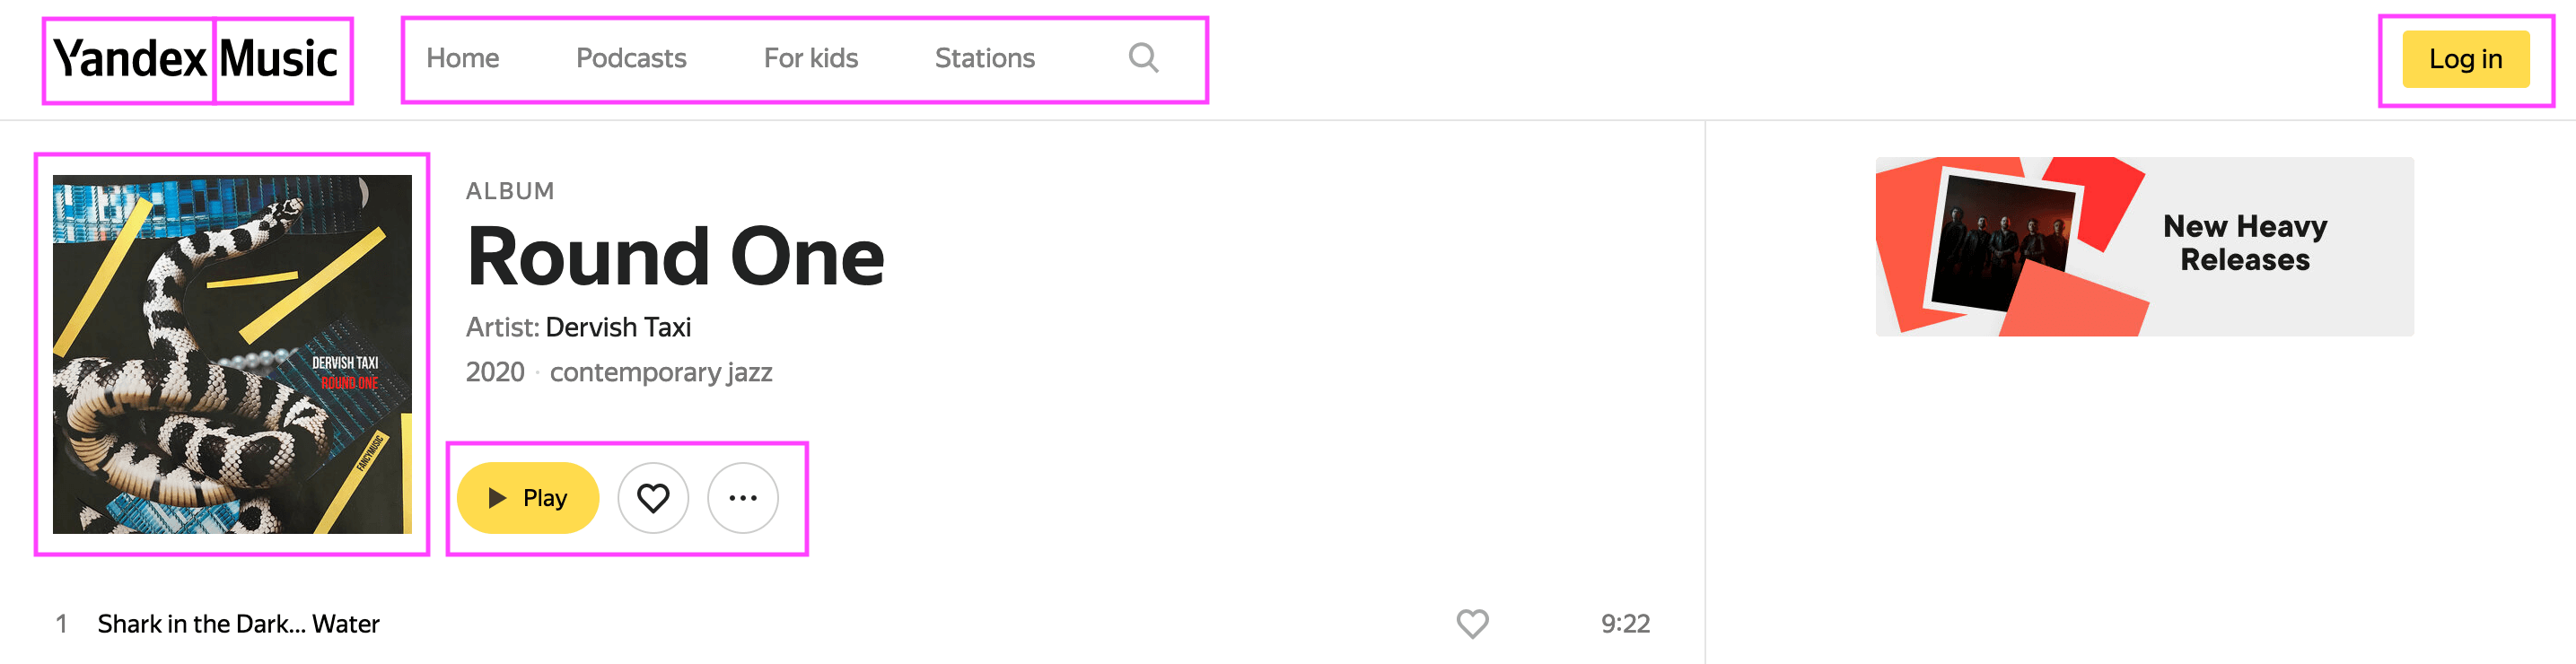 Yandex Music
Home Podcasts For kids Stations
Log in
DERVISH TAXI
ROUND ONE
FANCYMUSIC
ALBUM
Round One
Artist: Dervish Taxi
2020 · contemporary jazz
Play
1 Shark in the Dark... Water 9:22
New Heavy
Releases